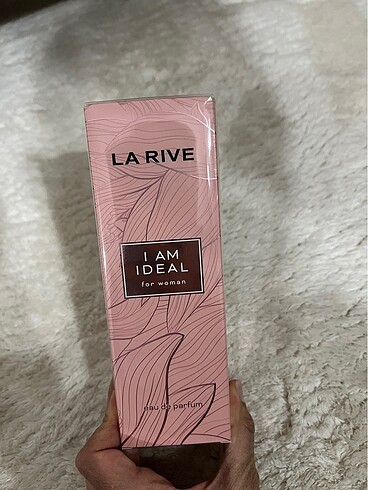 LA RIVE
I AM
IDEAL
for woman
eau de parfum